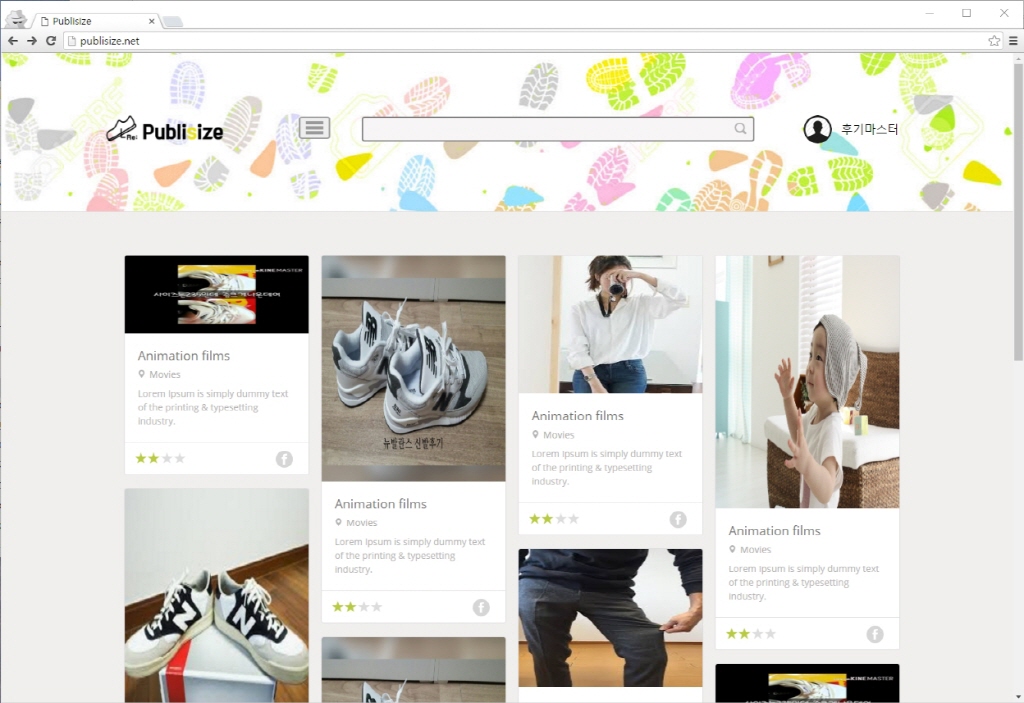 Publisize
publisize.net
Rei
Publisize
후기마스터
KINEMASTER
Animation films
Movies
Lorem Ipsum is simply dummy text
of the printing & typesetting
industry.
N
뉴발란스 신발후기
Animation films
Movies
Lorem Ipsum is simply dummy text
of the printing & typesetting
industry.
Animation films
Movies
Lorem Ipsum is simply dummy text
of the printing & typesetting
industry.
Animation films
Movies
Lorem Ipsum is simply dummy text
of the printing & typesetting
industry.
N
N
KINEMASTER